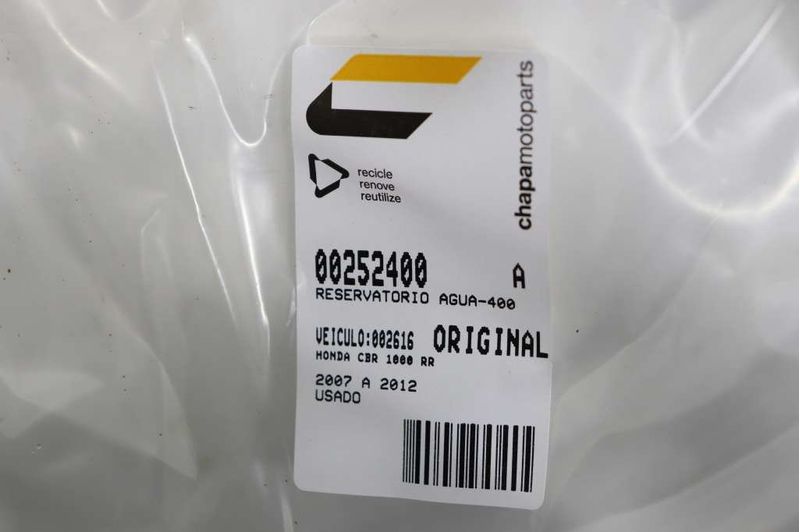 chapamotoparts
recicle
renove
reutilize
00252400 A
RESERVATORIO AGUA-400
VEICULO:002616 ORIGINAL
HONDA CBR 1000 RR
2007 A 2012
USADO